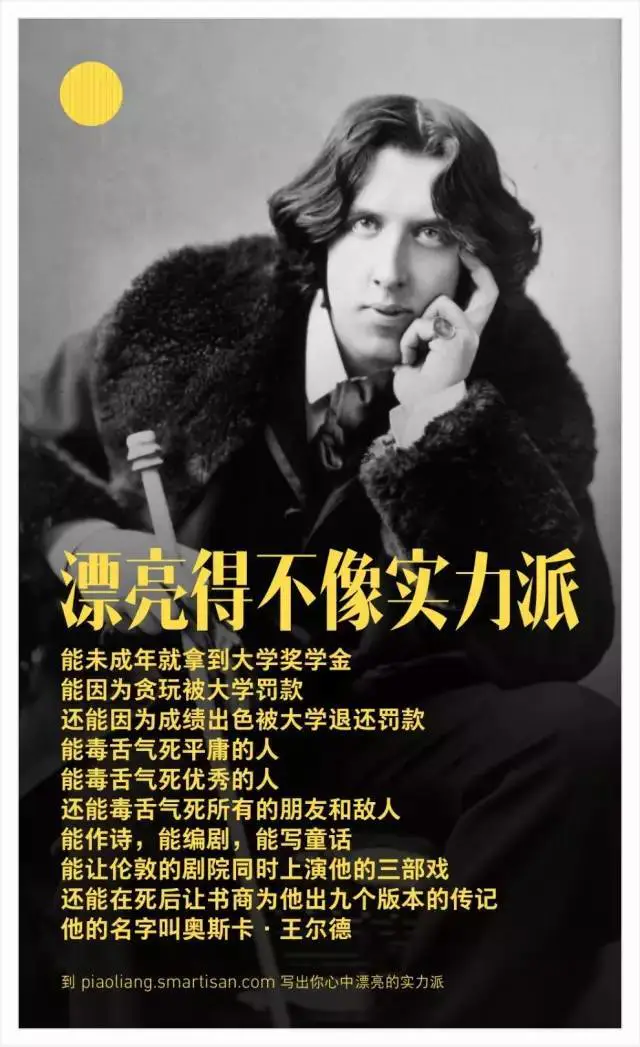 漂亮得不像实力派
能未成年就拿到大学奖学金
能因为贪玩被大学罚款
还能因为成绩出色被大学退还罚款
能毒舌气死平庸的人
能毒舌气死优秀的人
还能毒舌气死所有的朋友和敌人
能作诗，能编剧，能写童话
能让伦敦的剧院同时上演他的三部戏
还能在死后让书商为他出九个版本的传记
他的名字叫奥斯卡·王尔德
到 piaoliang.smartisan.com 写出你心中漂亮的实力派